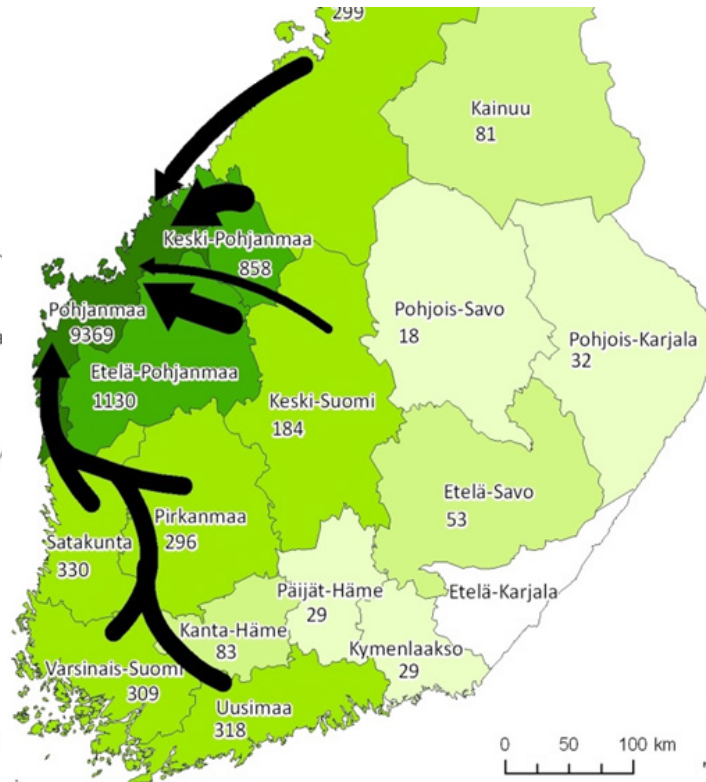 299
Kainuu
81
Keski-Pohjanmaa
858
Pohjanmaa
9369
Pohjois-Savo
18
Pohjois-Karjala
32
Etelä-Pohjanmaa
1130
Keski-Suomi
184
Etelä-Savo
53
Pirkanmaa
296
Satakunta
330
Päijät-Häme
29
Etelä-Karjala
Kanta-Häme
83
Kymenlaakso
29
Varsinais-Suomi
309
Uusimaa
318
0 50 100 km